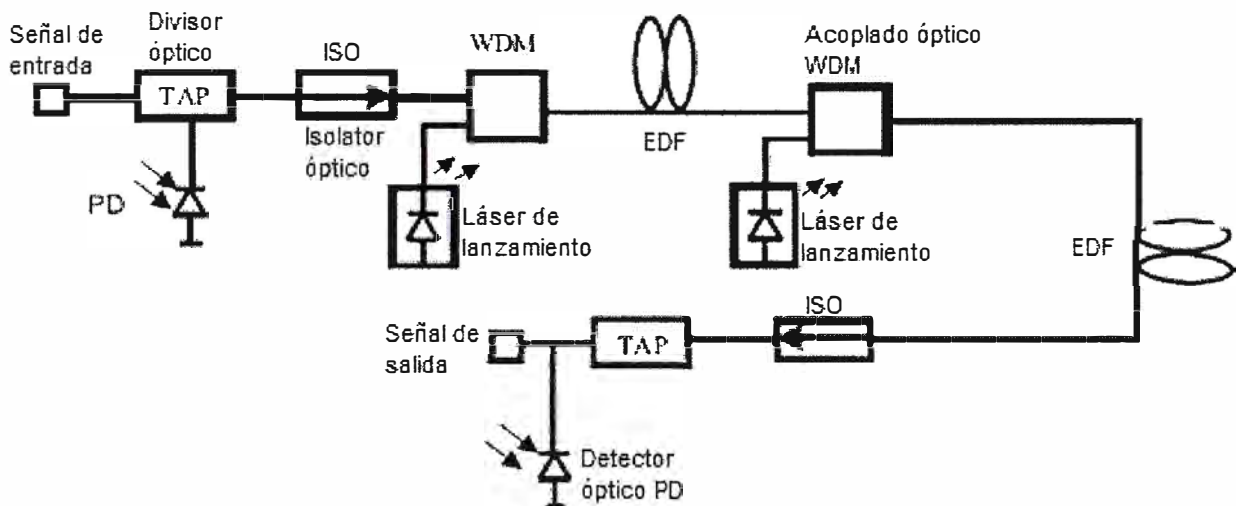 Señal de
entrada
Divisor
óptico
TAP
PD
ISO
Isolator
óptico
WDM
Láser de
lanzamiento
EDF
Acoplado óptico
WDM
Láser de
lanzamiento
EDF
ISO
TAP
Señal de
salida
Detector
óptico PD